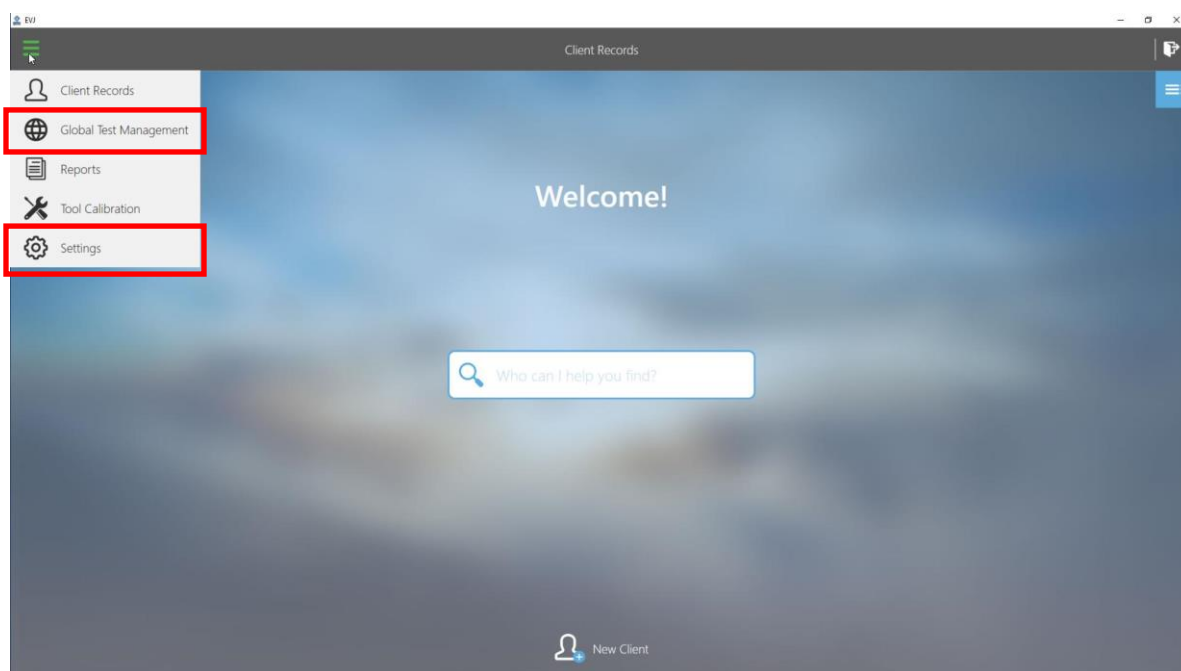 EVJ
Client Records
Client Records
Global Test Management
Reports
Tool Calibration
Settings
Welcome!
Who can I help you find?
New Client